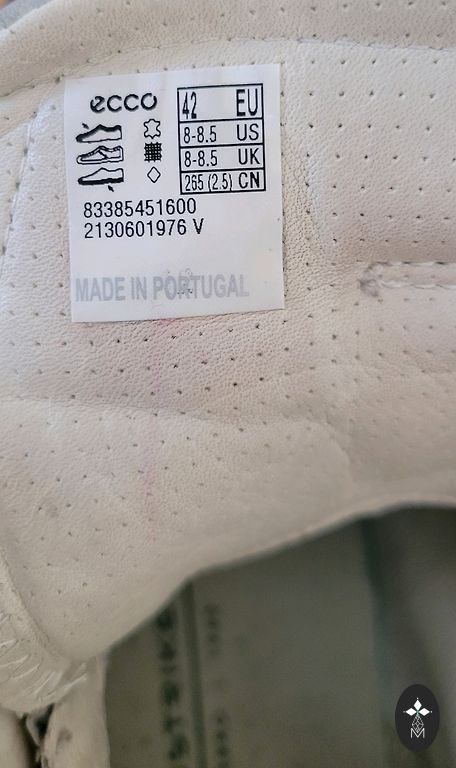 ecco
42 EU
8-8.5 US
8-8.5 UK
265 (2.5) CN
83385451600
2130601976 V
MADE IN PORTUGAL
M